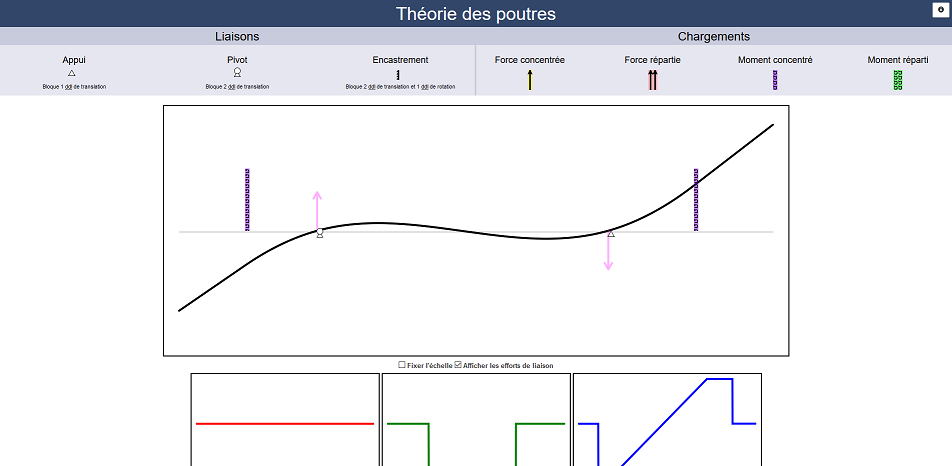 Théorie des poutres
Liaisons
Chargements
Appui
Pivot
Encastrement
Force concentrée
Force répartie
Moment concentré
Moment réparti
Bloque 1 ddl de translation
Bloque 2 ddl de translation
Bloque 2 ddl de translation et 1 ddl de rotation
Fixer l'échelle Afficher les efforts de liaison